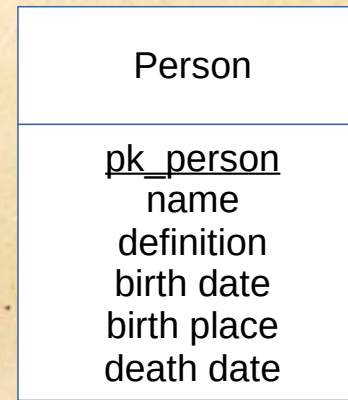 Person
pk_person
name
definition
birth date
birth place
death date